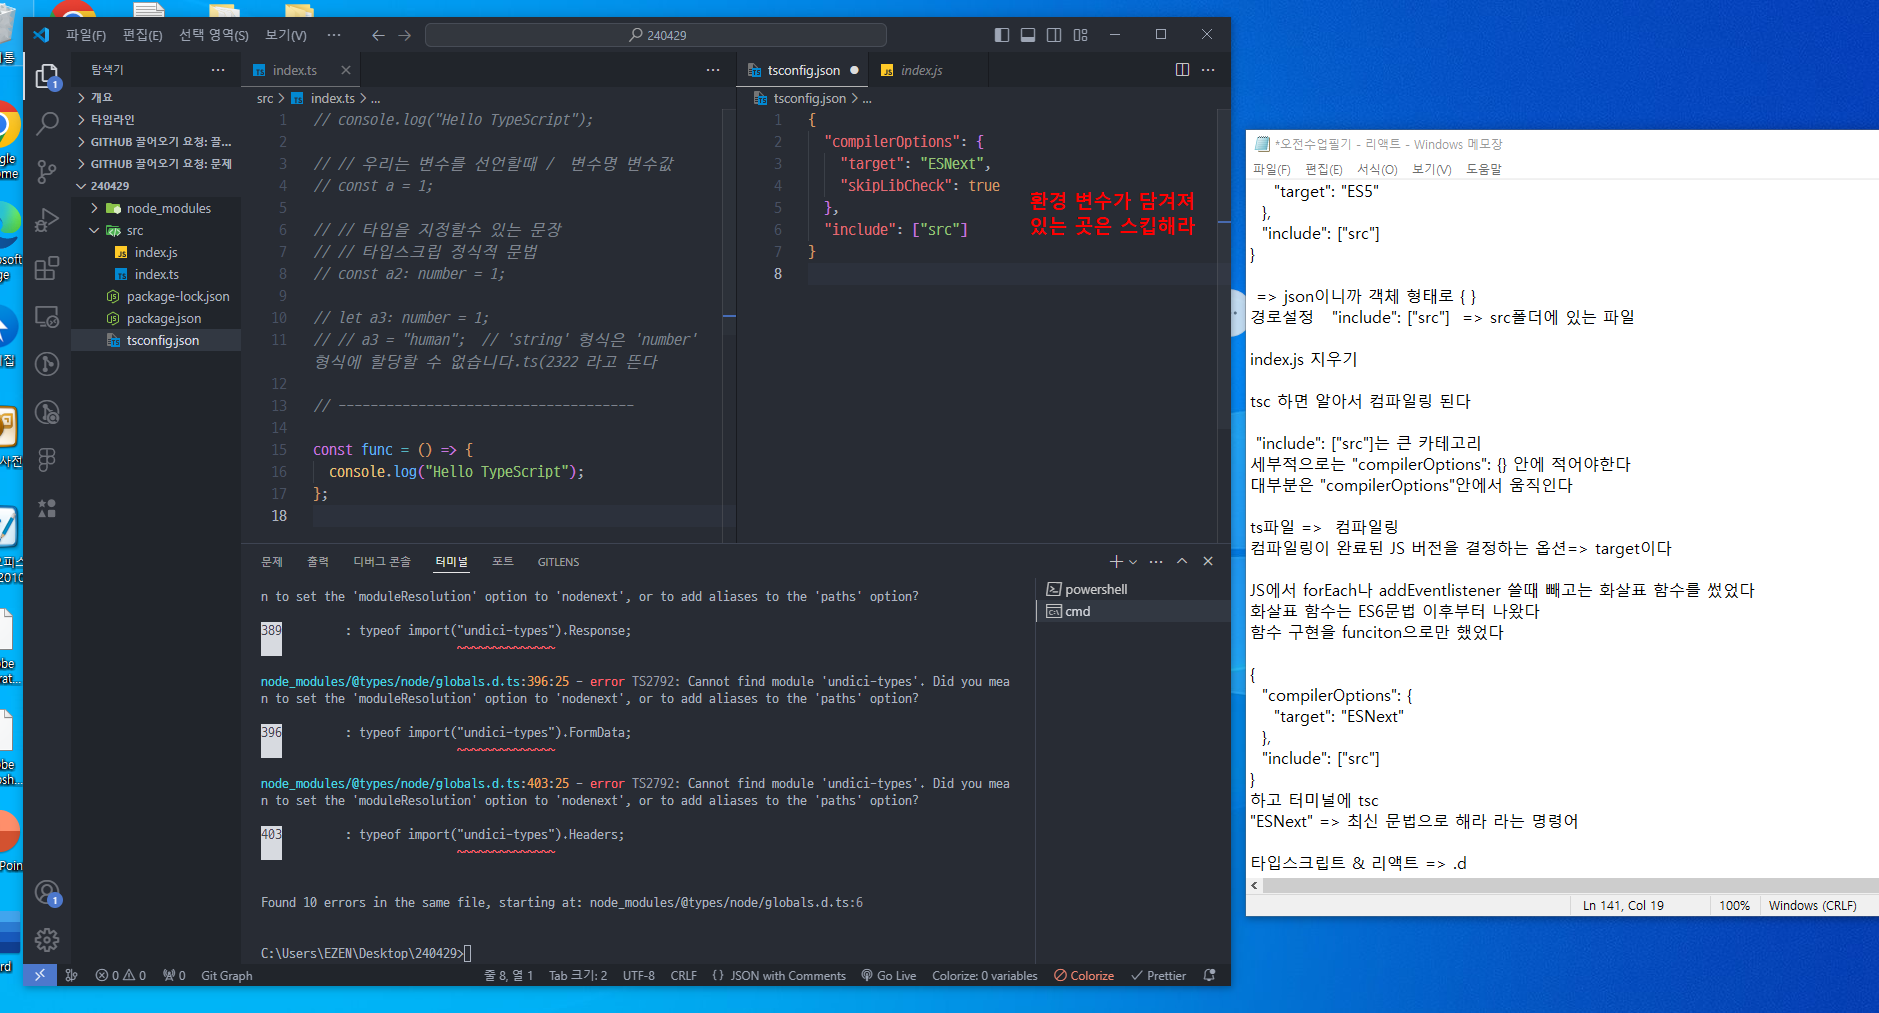 파일(F) 편집(E) 선택 영역(S) 보기(V) ··· 240429
탐색기 ···
개요
타임라인
GITHUB 끌어오기 요청: 끌...
GITHUB 끌어오기 요청: 문제
240429
node_modules
src
index.js
index.ts
package-lock.json
package.json
tsconfig.json
index.ts
src > index.ts > ...
1 // console.log("Hello TypeScript");
2
3 // // 우리는 변수를 선언할때 / 변수명 변수값
4 // const a = 1;
5
6 // // 타입을 지정할수 있는 문장
7 // // 타입스크립 정식적 문법
8 // const a2: number = 1;
9
10 // let a3: number = 1;
11 // // a3 = "human"; // 'string' 형식은 'number'
형식에 할당할 수 없습니다.ts(2322 라고 뜬다
12
13 // -------------------------------------
14
15 const func = () => {
16 console.log("Hello TypeScript");
17 };
18
tsconfig.json index.js
tsconfig.json > ...
1 {
2 "compilerOptions": {
3 "target": "ESNext",
4 "skipLibCheck": true
5 },
6 "include": ["src"]
7 }
8
환경 변수가 담겨져
있는 곳은 스킵해라
문제 출력 디버그 콘솔 터미널 포트 GITLENS
n to set the 'moduleResolution' option to 'nodenext', or to add aliases to the 'paths' option?
389 : typeof import("undici-types").Response;
node_modules/@types/node/globals.d.ts:396:25 - error TS2792: Cannot find module 'undici-types'. Did you mea
n to set the 'moduleResolution' option to 'nodenext', or to add aliases to the 'paths' option?
396 : typeof import("undici-types").FormData;
node_modules/@types/node/globals.d.ts:403:25 - error TS2792: Cannot find module 'undici-types'. Did you mea
n to set the 'moduleResolution' option to 'nodenext', or to add aliases to the 'paths' option?
403 : typeof import("undici-types").Headers;
Found 10 errors in the same file, starting at: node_modules/@types/node/globals.d.ts:6
C:\Users\EZEN\Desktop\240429>
powershell
cmd
0 0 0 Git Graph 줄 8, 열 1 Tab 크기: 2 UTF-8 CRLF {} JSON with Comments Go Live Colorize: 0 variables Colorize Prettier
*오전수업필기 - 리액트 - Windows 메모장
파일(F) 편집(E) 서식(O) 보기(V) 도움말
"target": "ES5"
},
"include": ["src"]
}
=> json이니까 객체 형태로 { }
경로설정 "include": ["src"] => src폴더에 있는 파일
index.js 지우기
tsc 하면 알아서 컴파일링 된다
"include": ["src"]는 큰 카테고리
세부적으로는 "compilerOptions": {} 안에 적어야한다
대부분은 "compilerOptions"안에서 움직인다
ts파일 => 컴파일링
컴파일링이 완료된 JS 버전을 결정하는 옵션=> target이다
JS에서 forEach나 addEventlistener 쓸때 빼고는 화살표 함수를 썼었다
화살표 함수는 ES6문법 이후부터 나왔다
함수 구현을 funciton으로만 했었다
{
"compilerOptions": {
"target": "ESNext"
},
"include": ["src"]
}
하고 터미널에 tsc
"ESNext" => 최신 문법으로 해라 라는 명령어
타입스크립트 & 리액트 => .d
Ln 141, Col 19 100% Windows (CRLF)